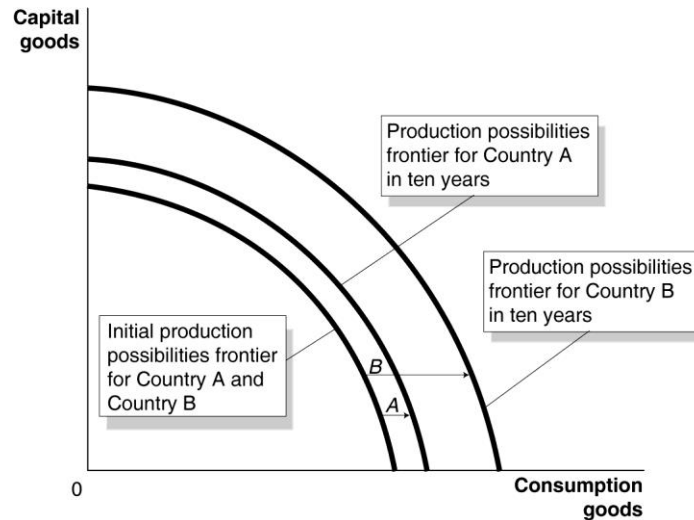 Capital
goods
Production possibilities
frontier for Country A
in ten years
Production possibilities
frontier for Country B
in ten years
Initial production
possibilities frontier
for Country A and
Country B
B
A
0
Consumption
goods